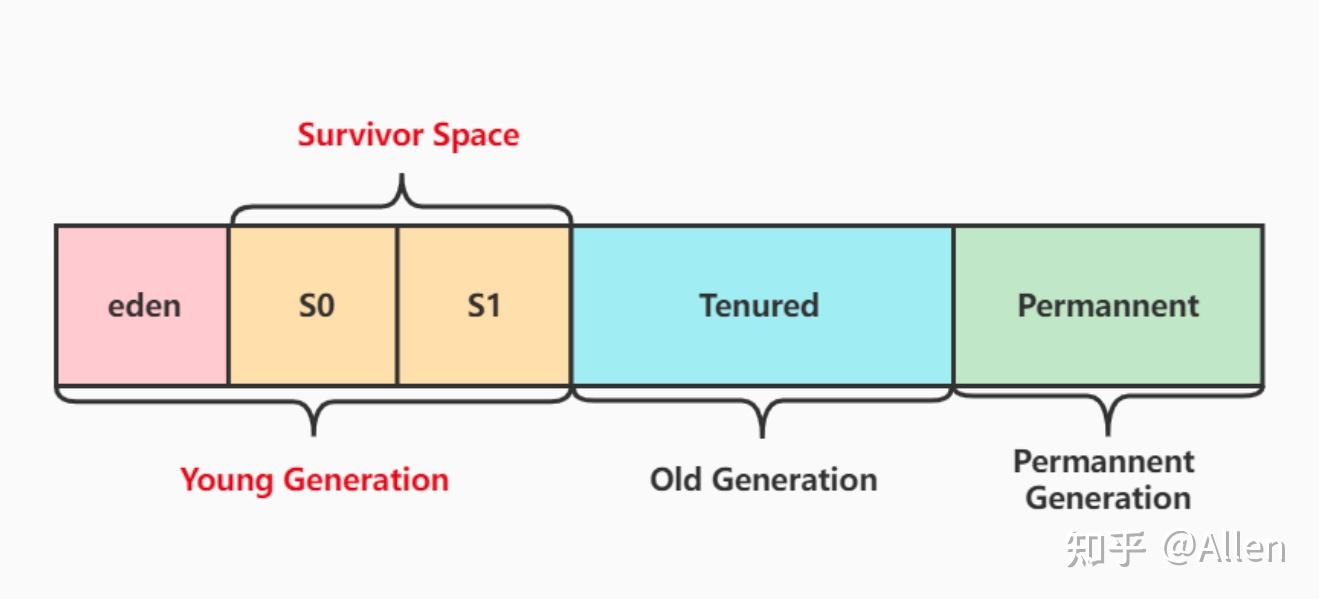 Survivor Space
eden
S0
S1
Tenured
Permannent
Young Generation
Old Generation
Permannent
Generation
知乎 @Allen